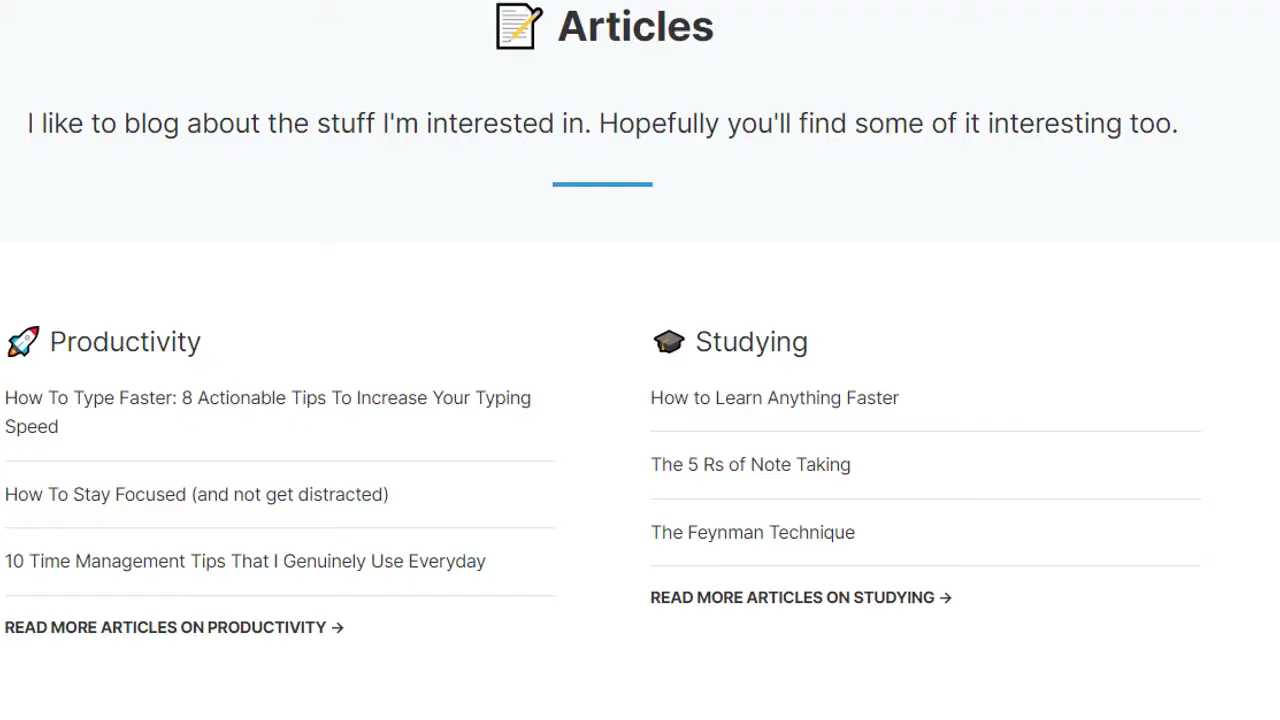 Articles
I like to blog about the stuff I'm interested in. Hopefully you'll find some of it interesting too.
Productivity
How To Type Faster: 8 Actionable Tips To Increase Your Typing
Speed
How To Stay Focused (and not get distracted)
10 Time Management Tips That I Genuinely Use Everyday
READ MORE ARTICLES ON PRODUCTIVITY →
Studying
How to Learn Anything Faster
The 5 Rs of Note Taking
The Feynman Technique
READ MORE ARTICLES ON STUDYING →